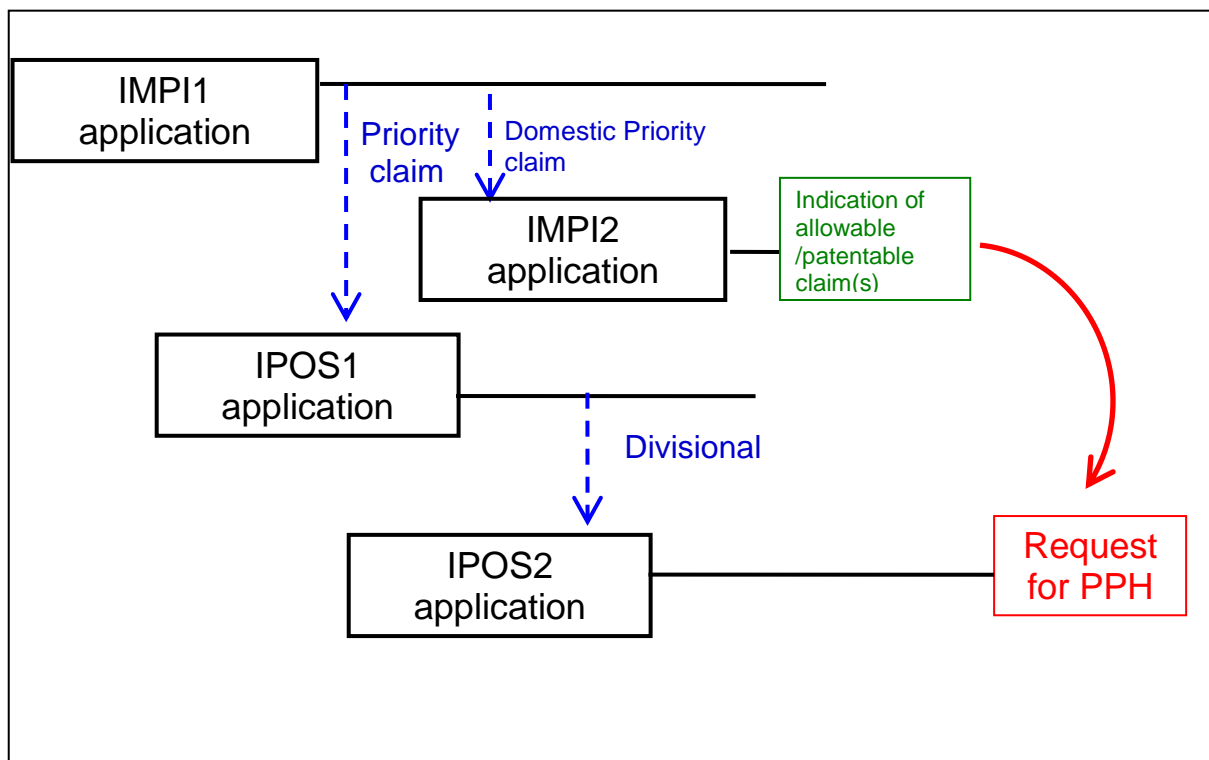 IMPI1
application
Priority
claim
Domestic Priority
claim
IMPI2
application
Indication of
allowable
/patentable
claim(s)
IPOS1
application
Divisional
IPOS2
application
Request
for PPH